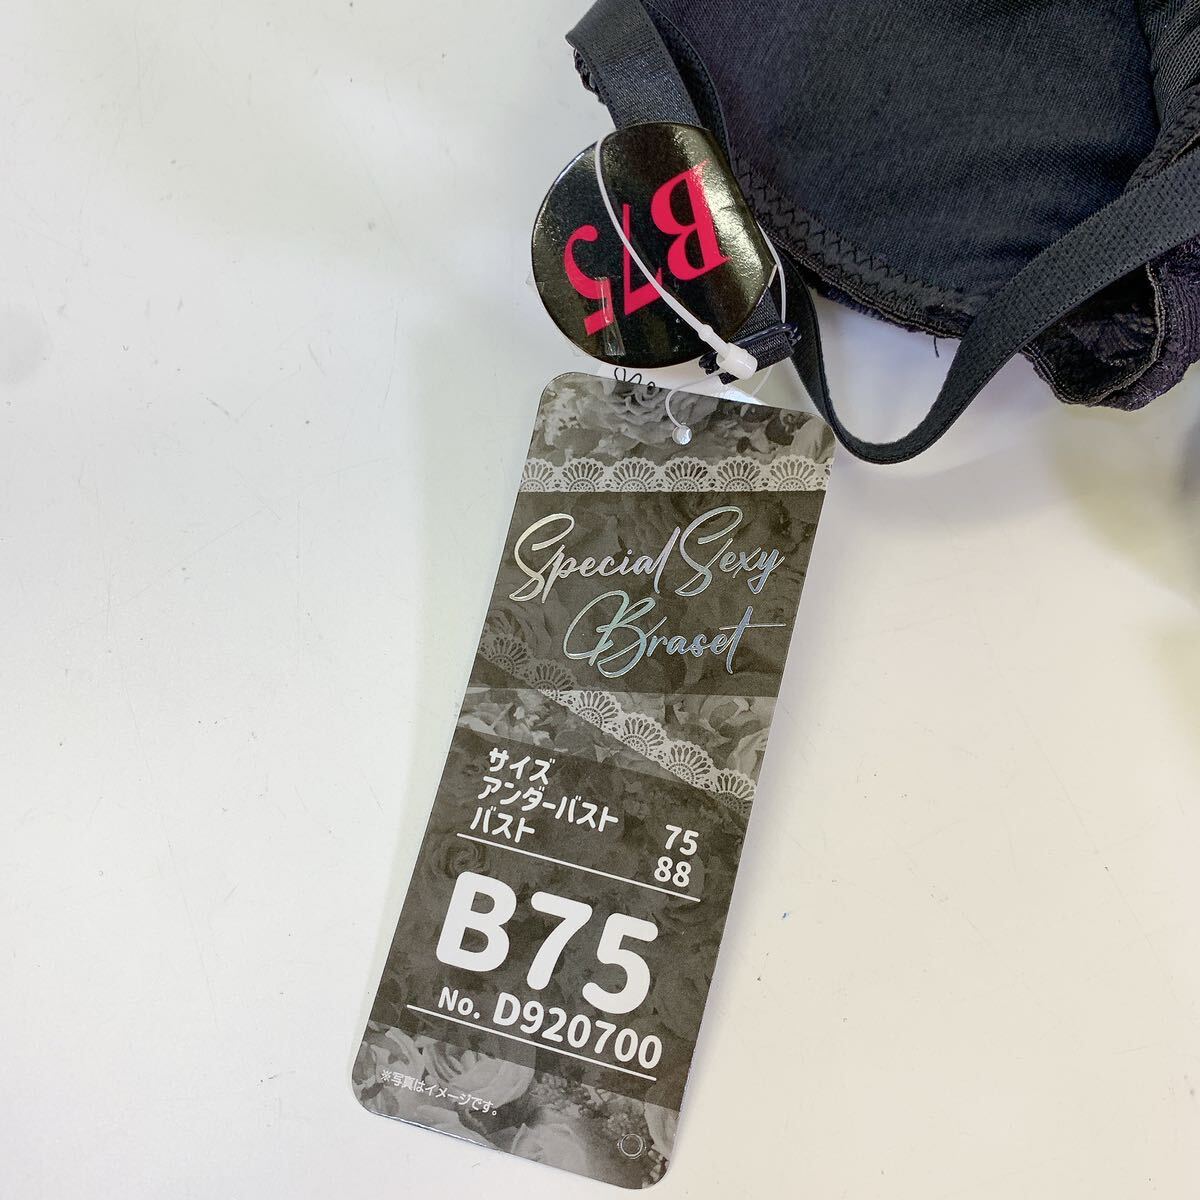 B75
Special Sexy
Braset
サイズ
アンダーバスト 75
バスト 88
B75
No. D920700
※写真はイメージです。